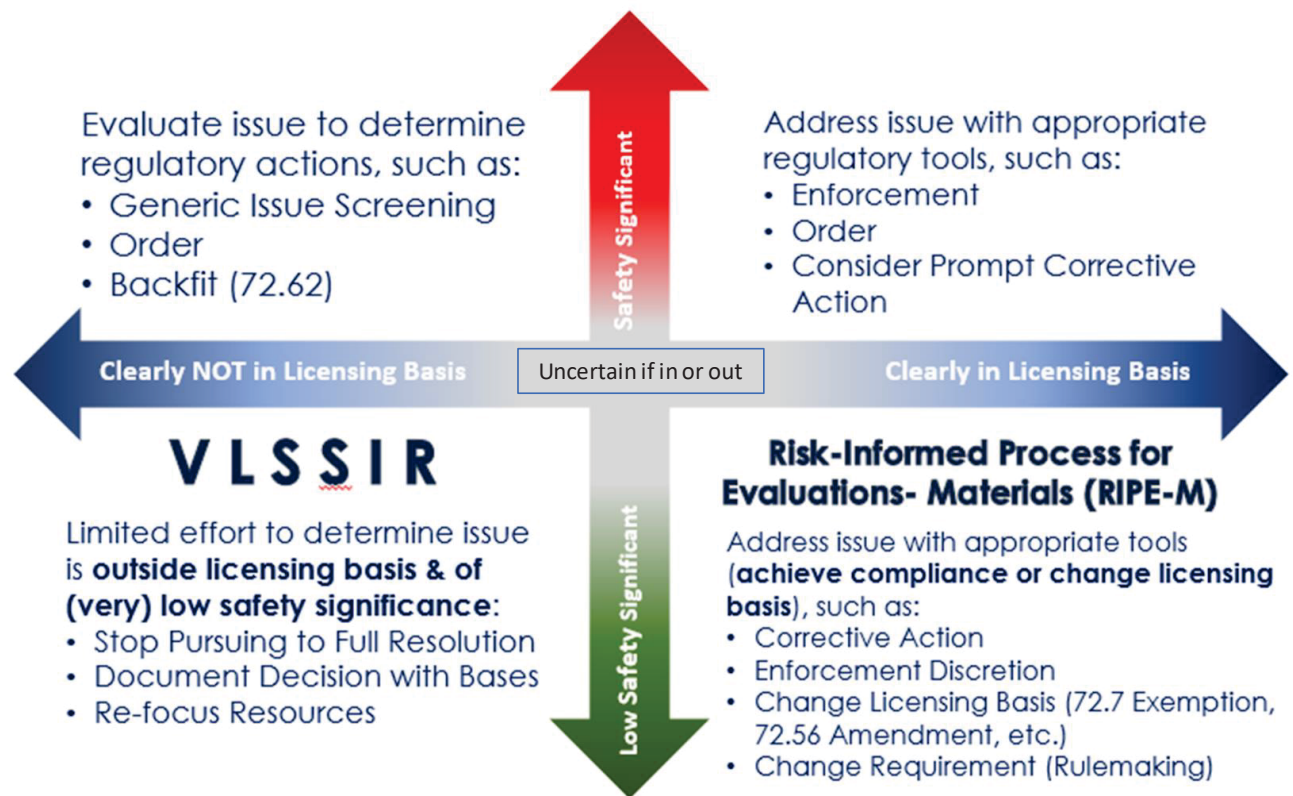 Evaluate issue to determine
regulatory actions, such as:
• Generic Issue Screening
• Order
• Backfit (72.62)
Safety Significant
Address issue with appropriate
regulatory tools, such as:
• Enforcement
• Order
• Consider Prompt Corrective
Action
Clearly NOT in Licensing Basis
Uncertain if in or out
Clearly in Licensing Basis
V L S S I R
Limited effort to determine issue
is outside licensing basis & of
(very) low safety significance:
• Stop Pursuing to Full Resolution
• Document Decision with Bases
• Re-focus Resources
Low Safety Significant
Risk-Informed Process for
Evaluations- Materials (RIPE-M)
Address issue with appropriate tools
(achieve compliance or change licensing
basis), such as:
• Corrective Action
• Enforcement Discretion
• Change Licensing Basis (72.7 Exemption,
72.56 Amendment, etc.)
• Change Requirement (Rulemaking)